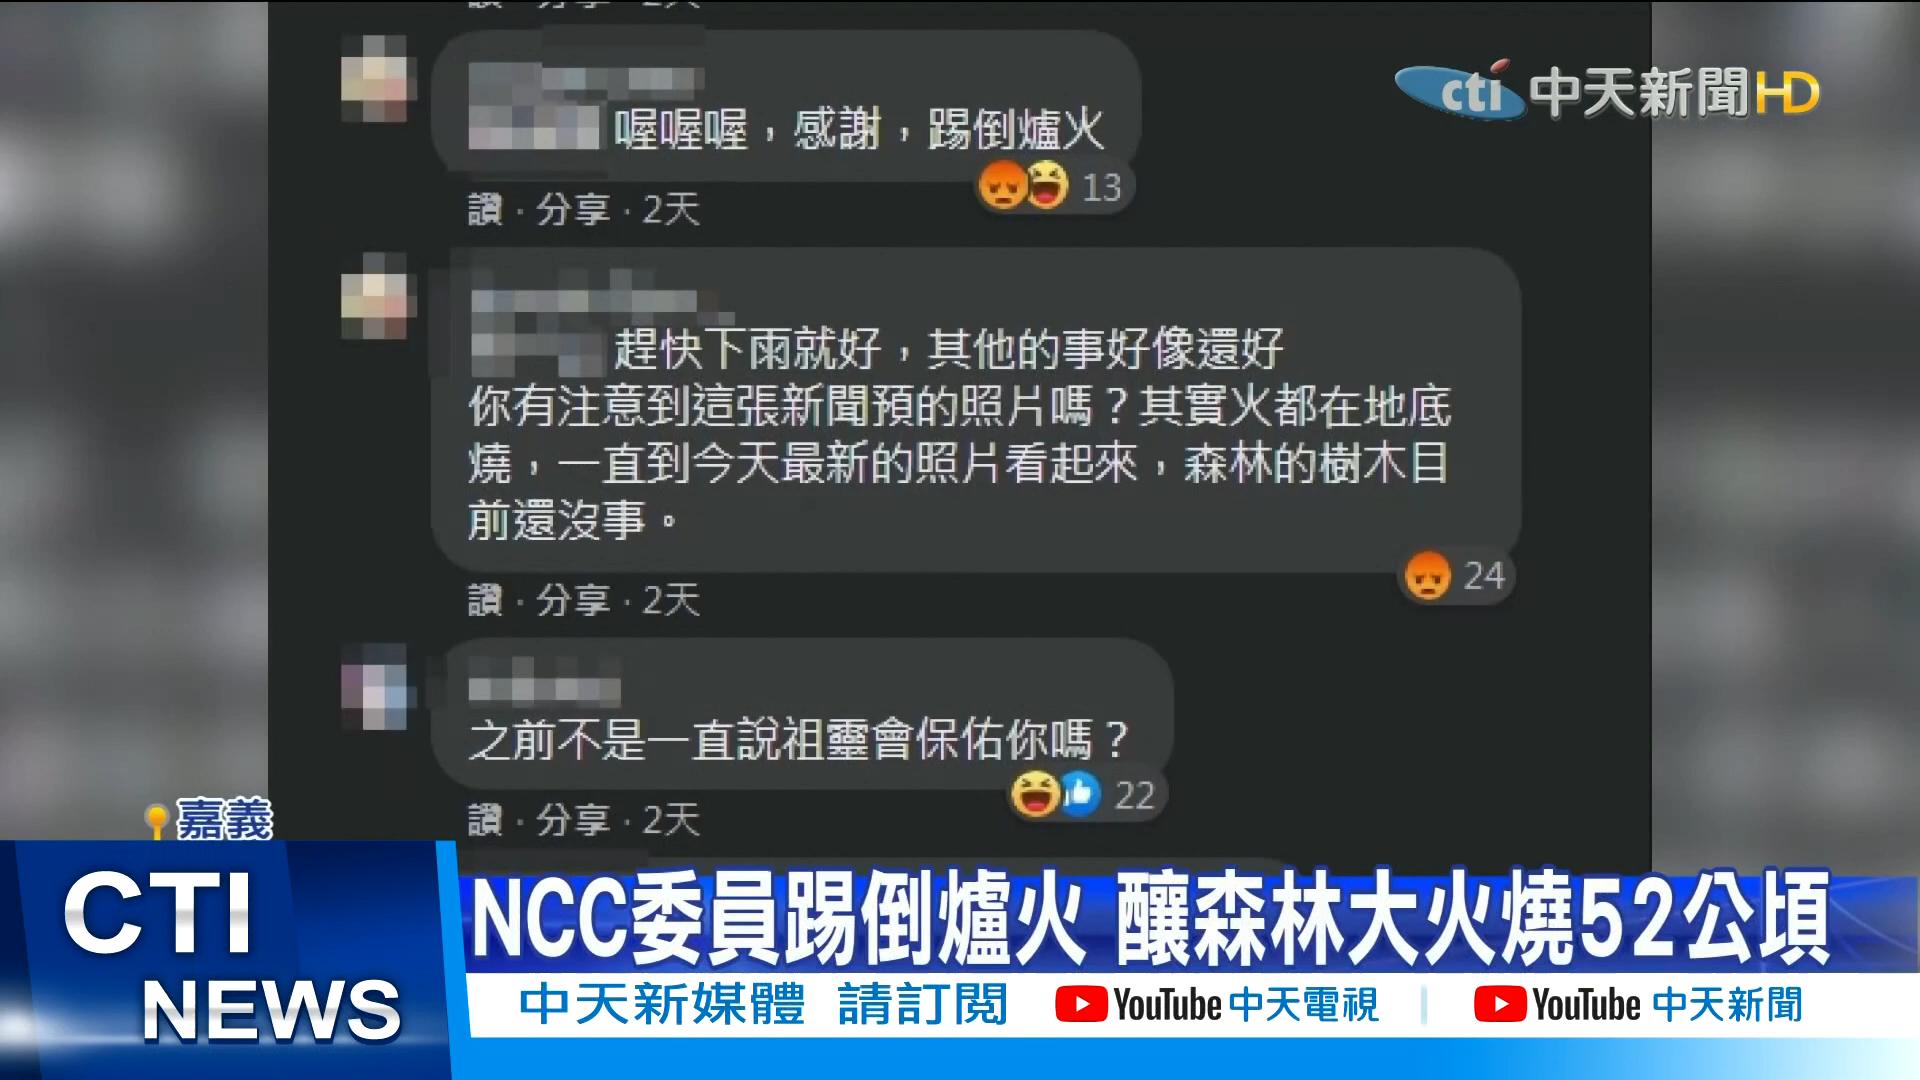 讚 · 分享 · 2天
cti 中天新聞HD
喔喔喔，感謝，踢倒爐火
13
讚 · 分享 · 2天
趕快下雨就好，其他的事好像還好
你有注意到這張新聞預的照片嗎？其實火都在地底
燒，一直到今天最新的照片看起來，森林的樹木目
前還沒事。
24
讚 · 分享 · 2天
之前不是一直說祖靈會保佑你嗎？
22
讚 · 分享 · 2天
嘉義
CTI
NEWS
NCC委員踢倒爐火 釀森林大火燒52公頃
中天新媒體 請訂閱 YouTube 中天電視 | YouTube 中天新聞